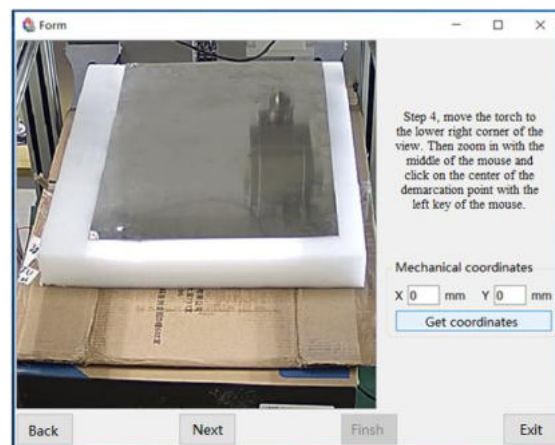 Form
Step 4, move the torch to
the lower right corner of the
view. Then zoom in with the
middle of the mouse and
click on the center of the
demarcation point with the
left key of the mouse.
Mechanical coordinates
X 0 mm Y 0 mm
Get coordinates
Back Next Finsh Exit